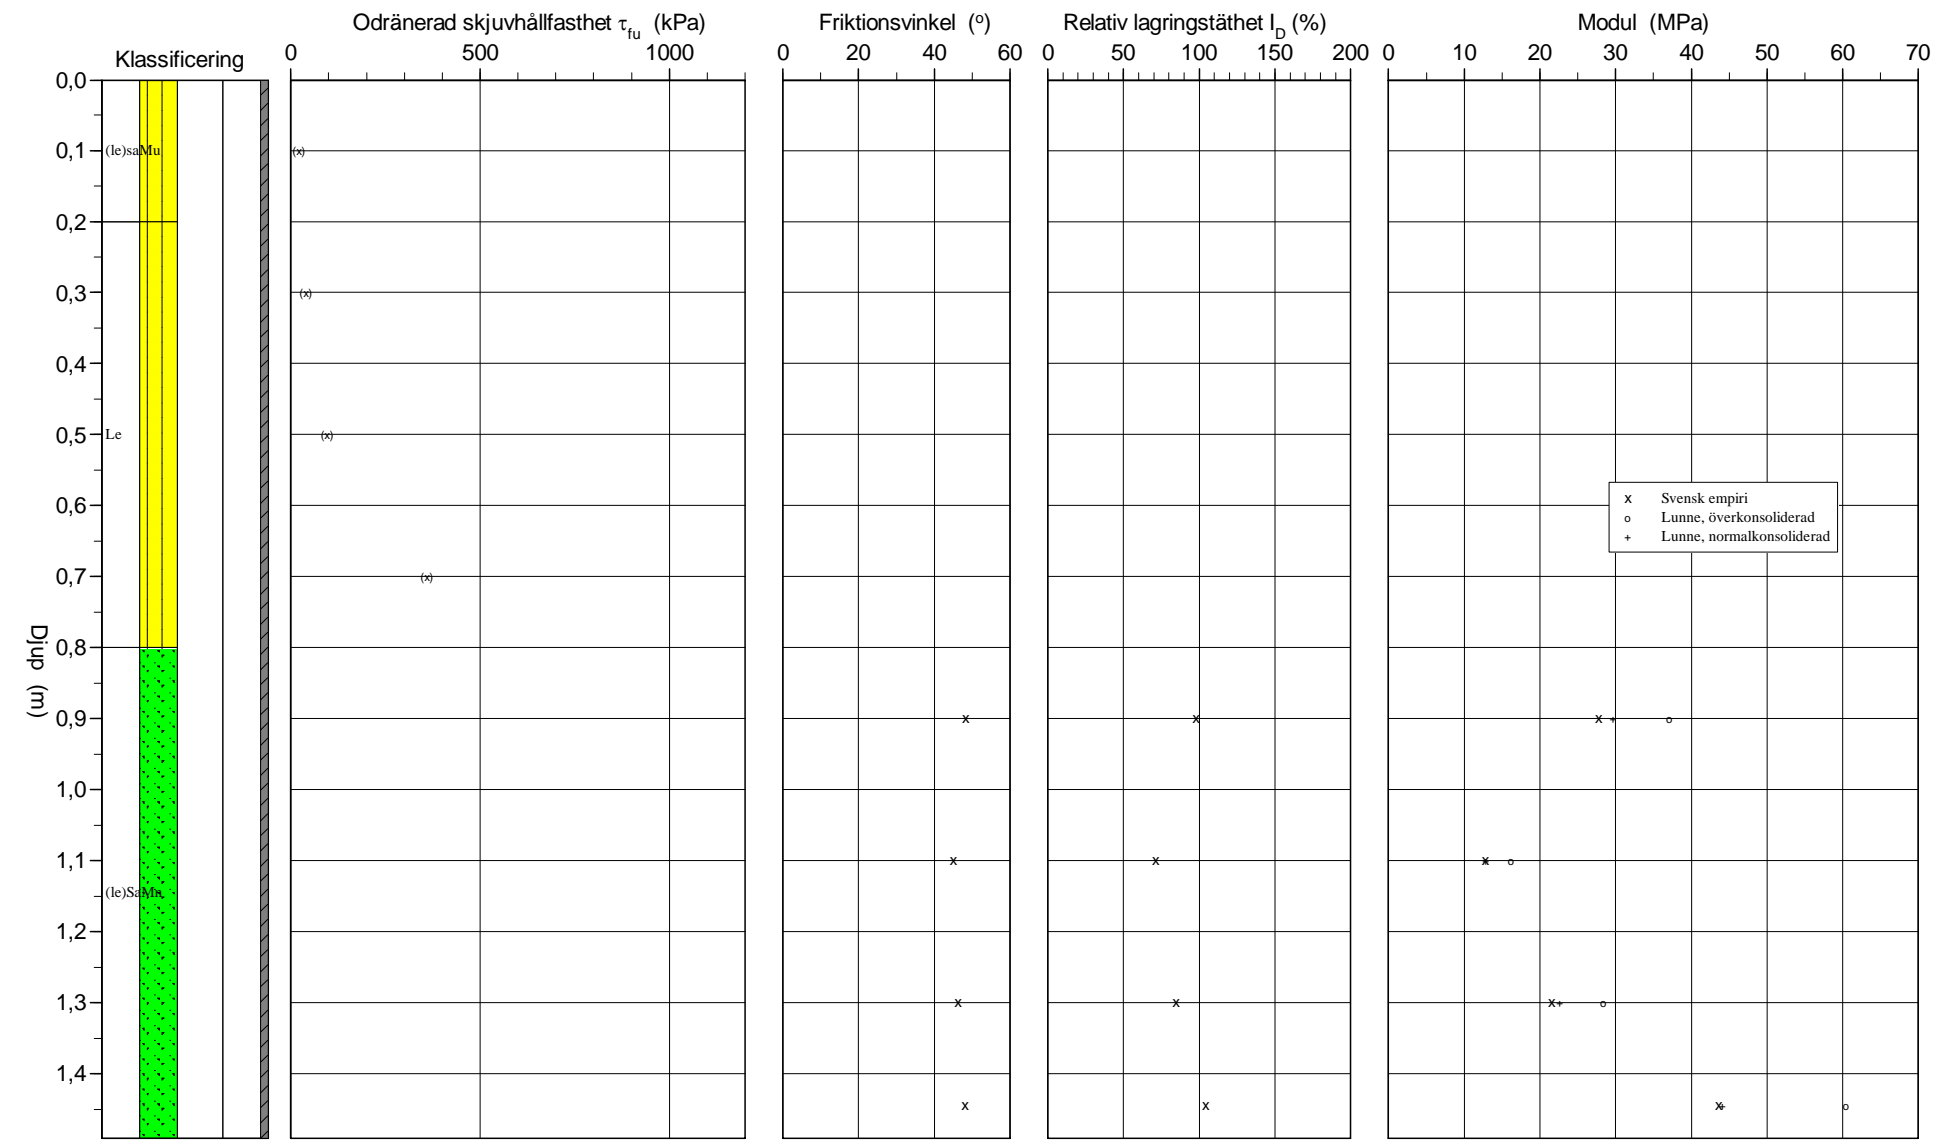 Odränerad skjuvhållfasthet τfu (kPa)
Friktionsvinkel (o)
Relativ lagringstäthet ID (%)
Modul (MPa)
Klassificering
0 500 1000
0 20 40 60
0 50 100 150 200
0 10 20 30 40 50 60 70
0,0
0,1
(le)saMu
(x)
0,2
0,3
(x)
0,4
0,5
Le
(x)
0,6
x Svensk empiri
o Lunne, överkonsoliderad
+ Lunne, normalkonsoliderad
0,7
(x)
0,8
Djup (m)
0,9
x x x + o
1,0
1,1
x x x o
(le)SaMn
1,2
1,3
x x x + o
1,4
x x x + o